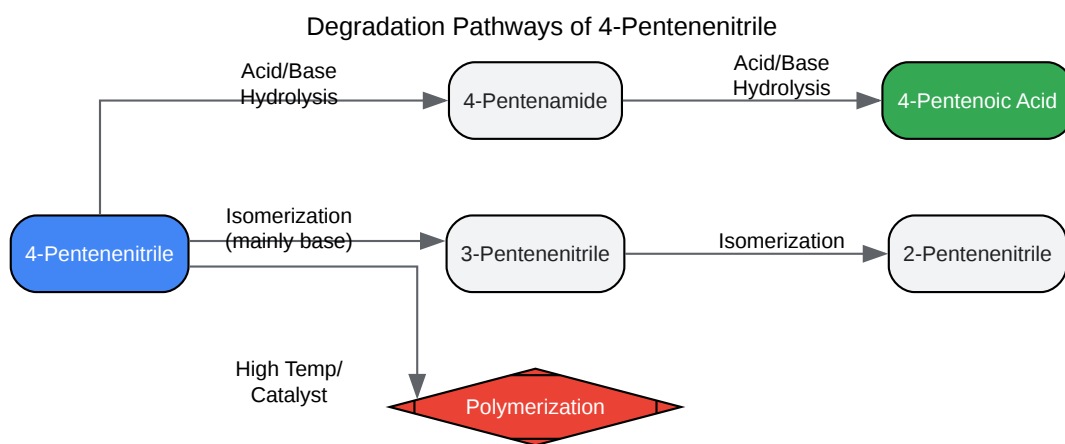 Degradation Pathways of 4-Pentenenitrile
Acid/Base
Hydrolysis
Acid/Base
Hydrolysis
4-Pentenamide
4-Pentenoic Acid
Isomerization
(mainly base)
4-Pentenenitrile
3-Pentenenitrile
Isomerization
2-Pentenenitrile
High Temp/
Catalyst
Polymerization